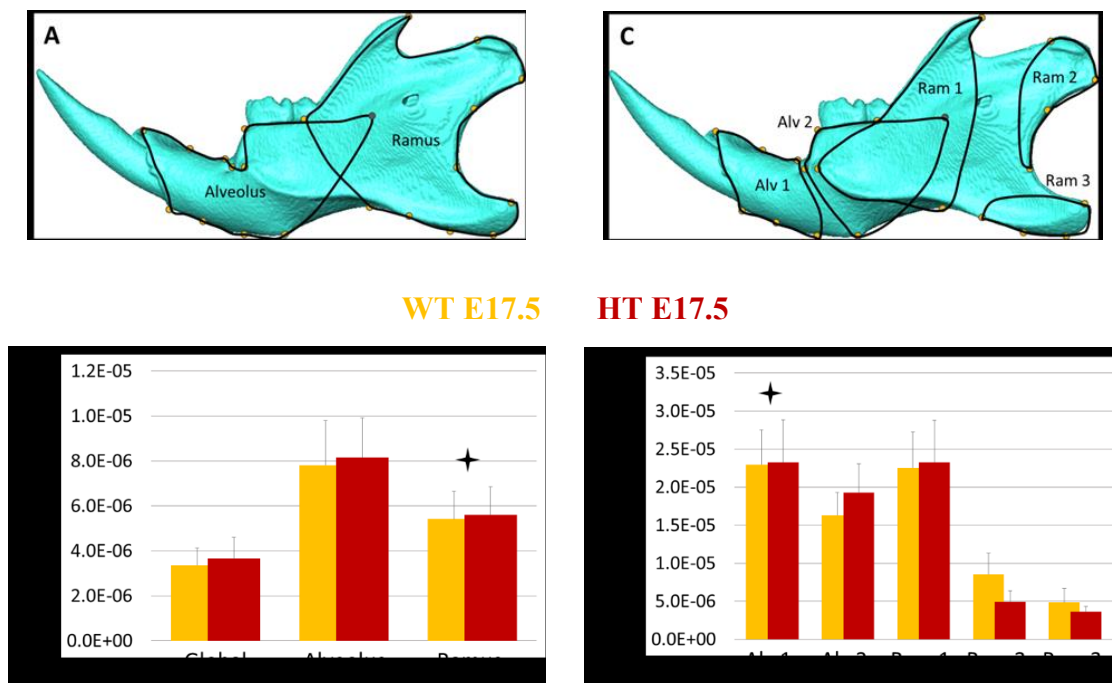 A
Ramus
Alveolus
C
Ram 1
Ram 2
Alv 2
Alv 1
Ram 3
WT E17.5 HT E17.5
1.2E-05
1.0E-05
8.0E-06
6.0E-06
4.0E-06
2.0E-06
0.0E+00
Global Alveolus Ramus
3.5E-05
3.0E-05
2.5E-05
2.0E-05
1.5E-05
1.0E-05
5.0E-06
0.0E+00